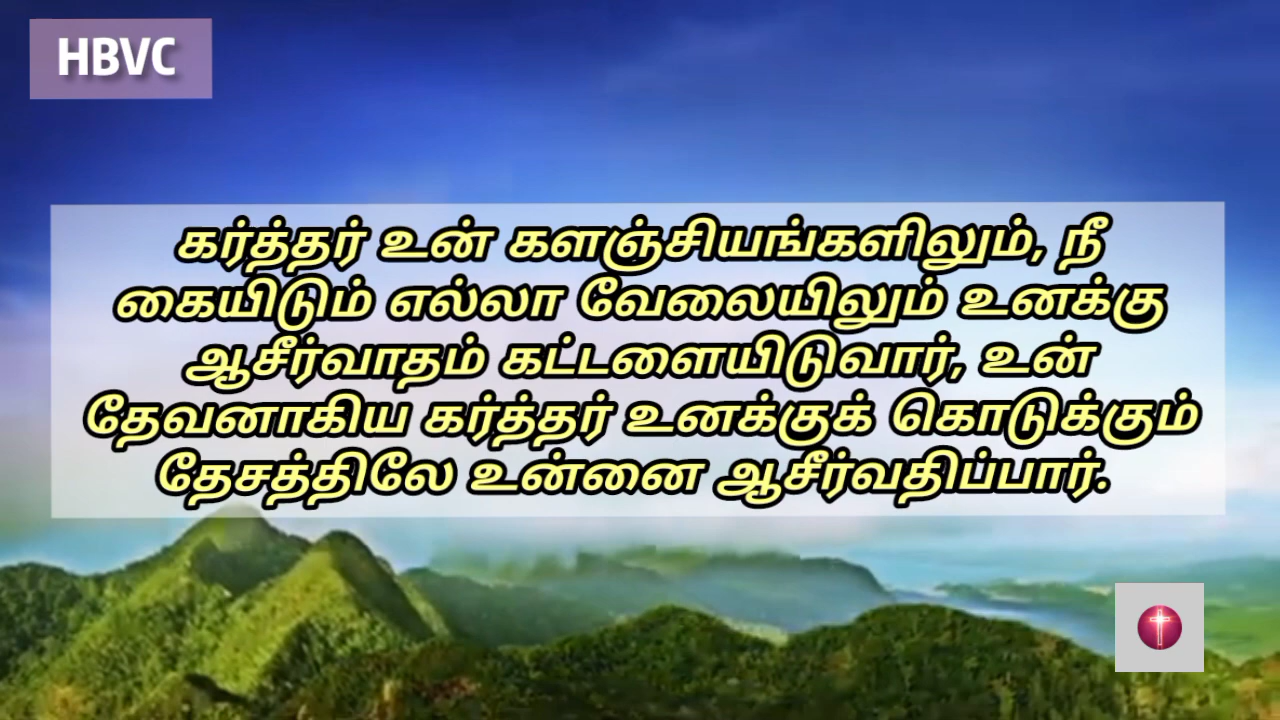 HBVC
கர்த்தர் உன் களஞ்சியங்களிலும், நீ
கையிடும் எல்லா வேலையிலும் உனக்கு
ஆசீர்வாதம் கட்டளையிடுவார், உன்
தேவனாகிய கர்த்தர் உனக்குக் கொடுக்கும்
தேசத்திலே உன்னை ஆசீர்வதிப்பார்.